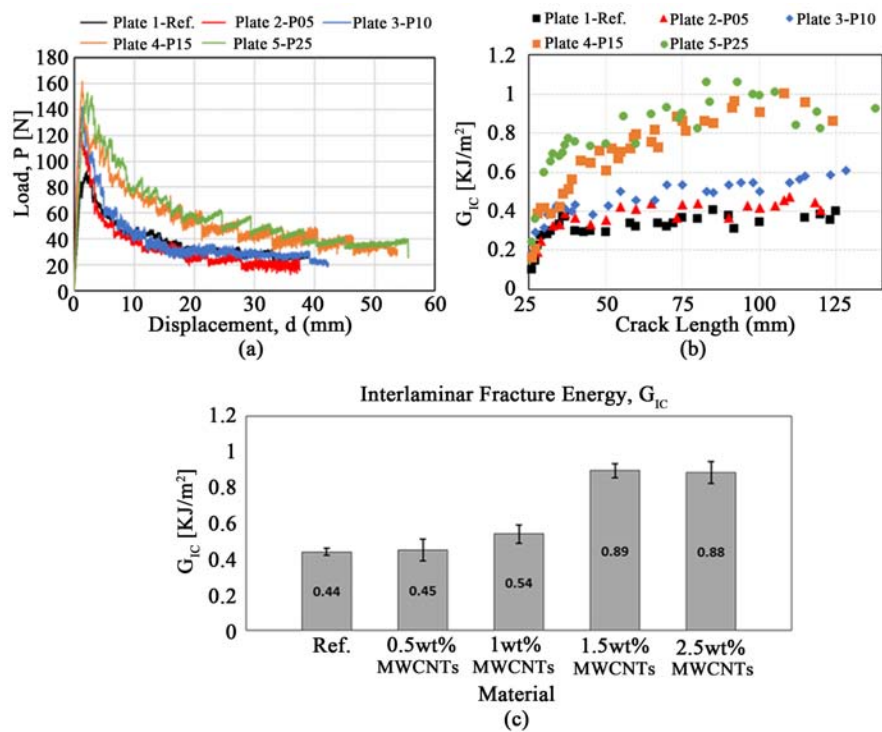 Plate 1-Ref. Plate 2-P05 Plate 3-P10
Plate 4-P15 Plate 5-P25
180
160
140
120
100
80
60
40
20
0
Load, P [N]
0 10 20 30 40 50 60
Displacement, d (mm)
(a)
Plate 1-Ref. Plate 2-P05 Plate 3-P10
Plate 4-P15 Plate 5-P25
1.2
1
0.8
0.6
0.4
0.2
0
G_IC [KJ/m²]
25 50 75 100 125
Crack Length (mm)
(b)
Interlaminar Fracture Energy, G_IC
1.2
1
0.8
0.6
0.4
0.2
0
G_IC [KJ/m²]
0.44 0.45 0.54 0.89 0.88
Ref. 0.5wt% 1wt% 1.5wt% 2.5wt%
MWCNTs MWCNTs MWCNTs MWCNTs
Material
(c)